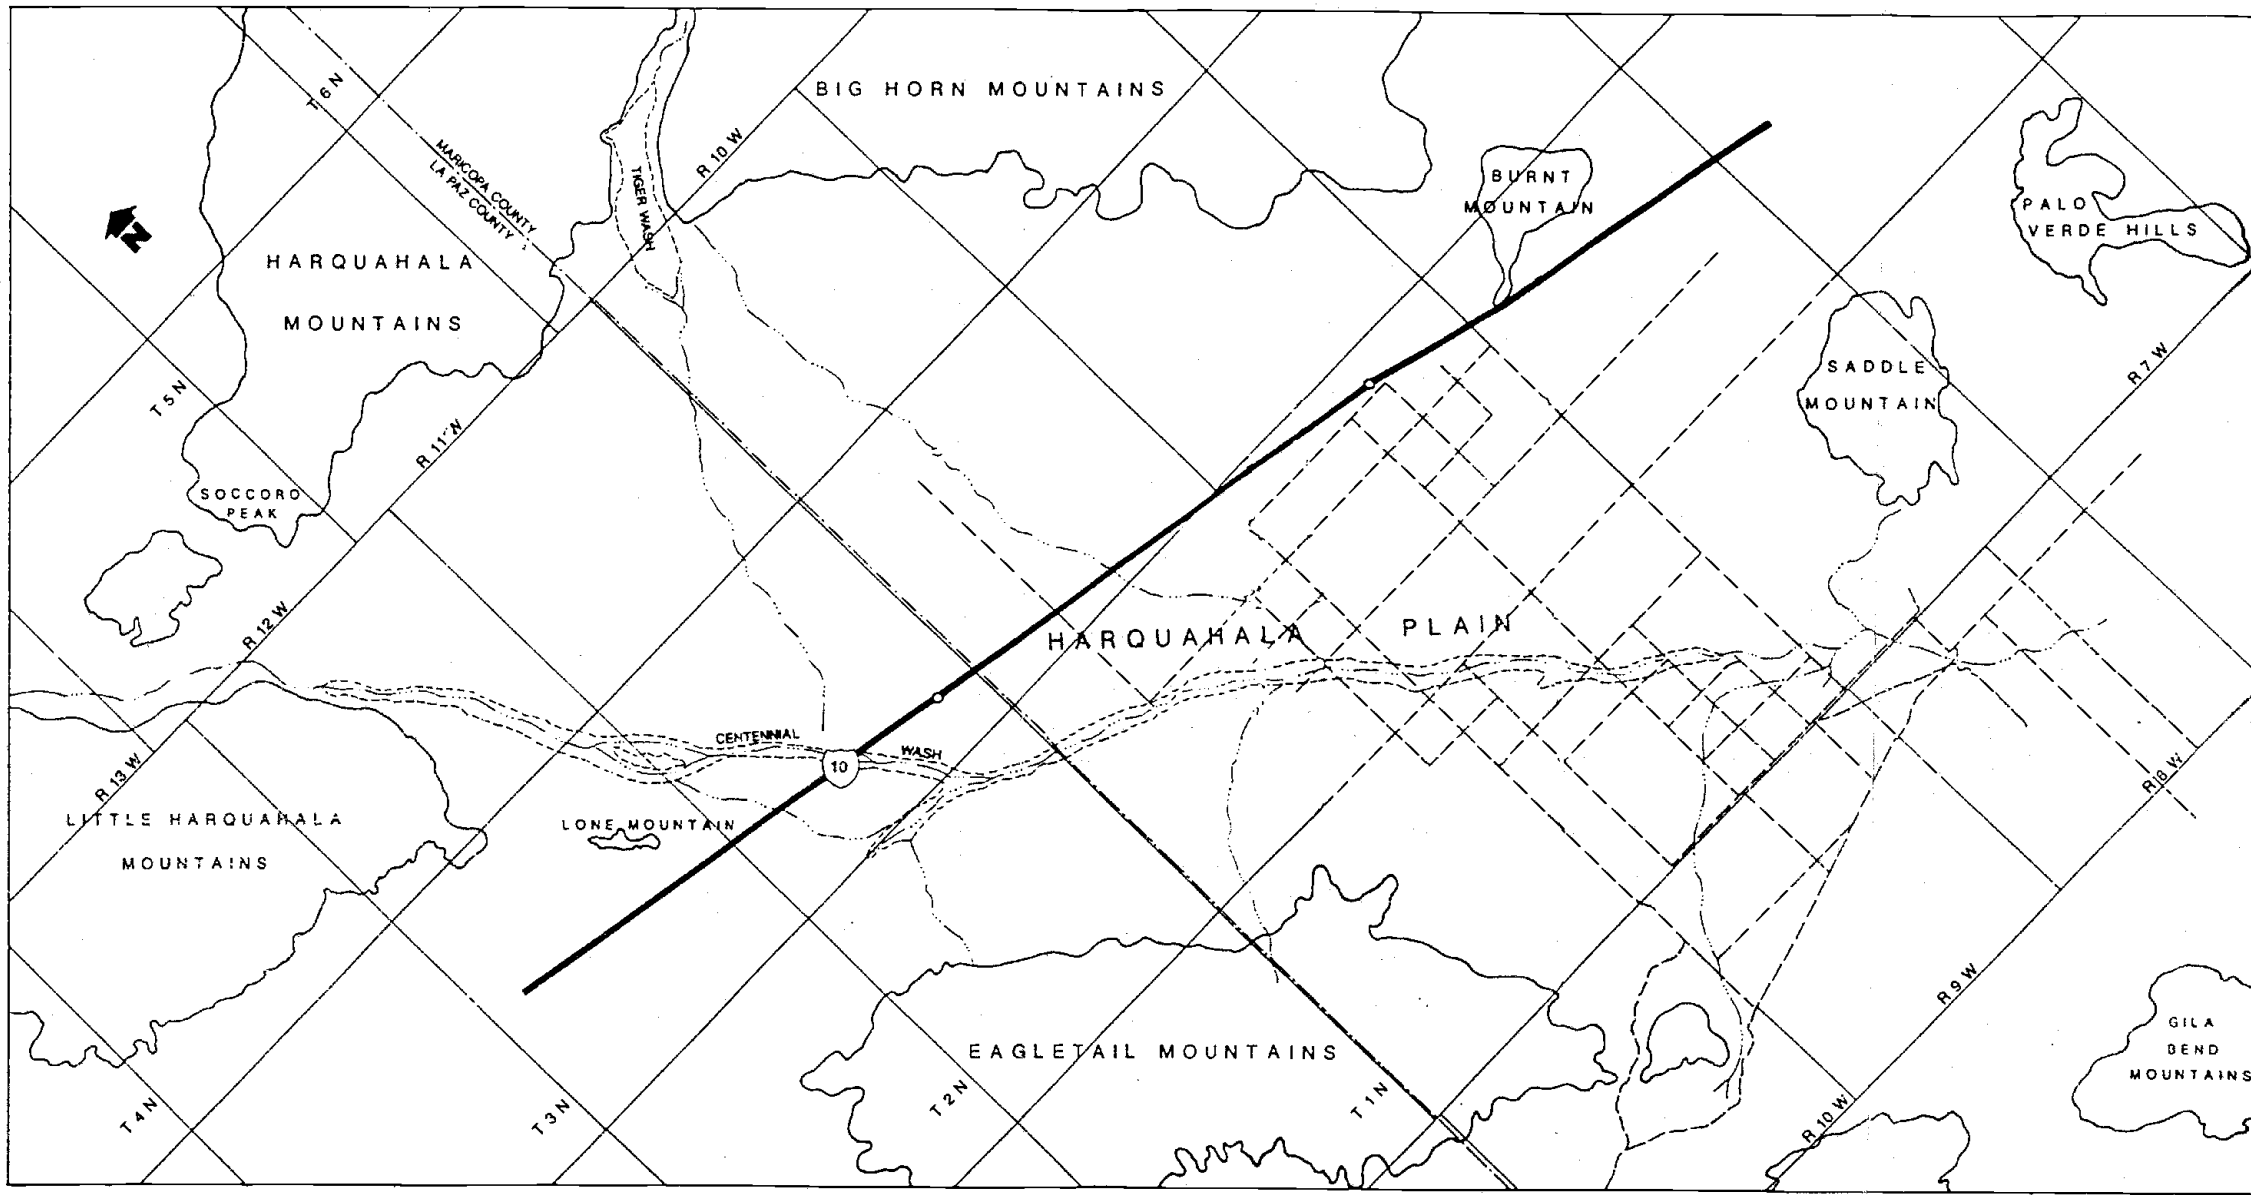 T 6 N
BIG HORN MOUNTAINS
MARICOPA COUNTY
LA PAZ COUNTY
R 10 W
TIGER WASH
BURNT
MOUNTAIN
PALO
VERDE HILLS
N
HARQUAHALA
MOUNTAINS
SADDLE
MOUNTAIN
R 7 W
T 5 N
R 11 W
SOCCORO
PEAK
R 12 W
HARQUAHALA PLAIN
CENTENNIAL WASH
10
R 13 W
R 8 W
LITTLE HARQUAHALA
MOUNTAINS
LONE MOUNTAIN
R 9 W
GILA
BEND
MOUNTAINS
EAGLETAIL MOUNTAINS
T 4 N
T 3 N
T 2 N
T 1 N
R 10 W